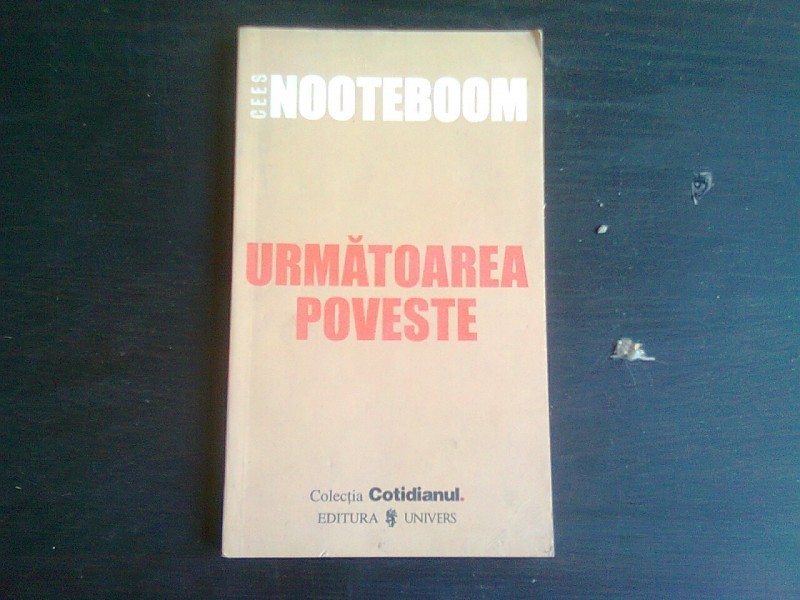 CEES NOOTEBOOM
URMĂTOAREA
POVESTE
Colecția Cotidianul.
EDITURA UNIVERS